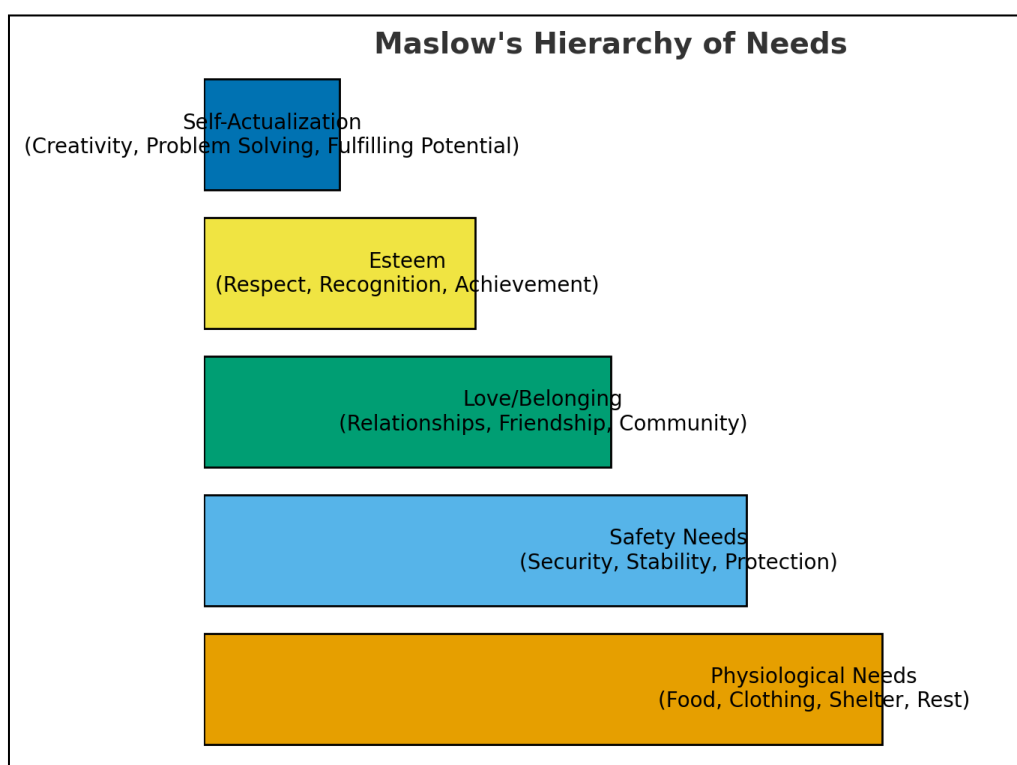 Maslow's Hierarchy of Needs
Self-Actualization
(Creativity, Problem Solving, Fulfilling Potential)
Esteem
(Respect, Recognition, Achievement)
Love/Belonging
(Relationships, Friendship, Community)
Safety Needs
(Security, Stability, Protection)
Physiological Needs
(Food, Clothing, Shelter, Rest)